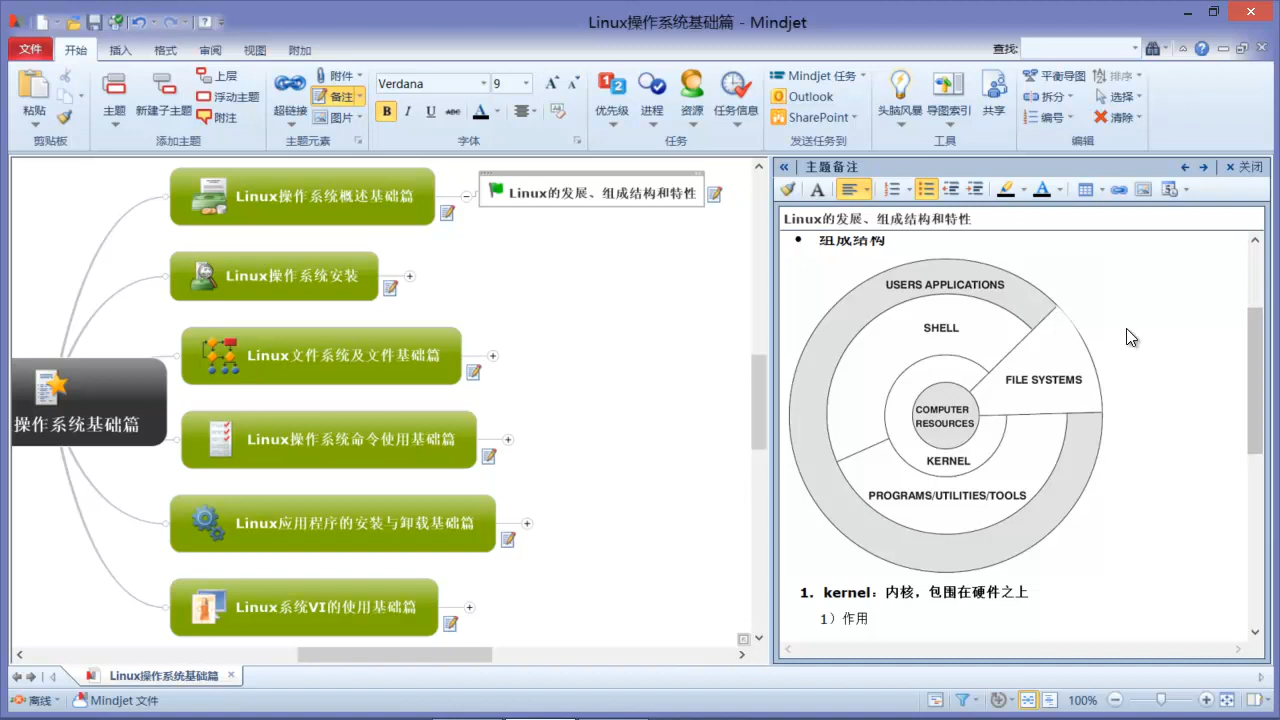 Linux操作系统基础篇 - Mindjet
文件 开始 插入 格式 审阅 视图 附加 查找:
粘贴
剪贴板
主题 新建子主题 上层 浮动主题 附注
添加主题
超链接 附件 备注 图片
主题元素
Verdana 9
B I U abc A
字体
优先级 进程 资源 任务信息
任务
Mindjet 任务
Outlook
SharePoint
发送任务到
头脑风暴 导图索引 共享
工具
平衡导图 排序
拆分 选择
编号 清除
编辑
操作系统基础篇
Linux操作系统概述基础篇
Linux的发展、组成结构和特性
Linux操作系统安装
Linux文件系统及文件基础篇
Linux操作系统命令使用基础篇
Linux应用程序的安装与卸载基础篇
Linux系统VI的使用基础篇
主题备注 关闭
Linux的发展、组成结构和特性
• 组成结构
USERS APPLICATIONS
SHELL
FILE SYSTEMS
COMPUTER
RESOURCES
KERNEL
PROGRAMS/UTILITIES/TOOLS
1. kernel：内核，包围在硬件之上
1）作用
Linux操作系统基础篇
离线 Mindjet 文件 100%